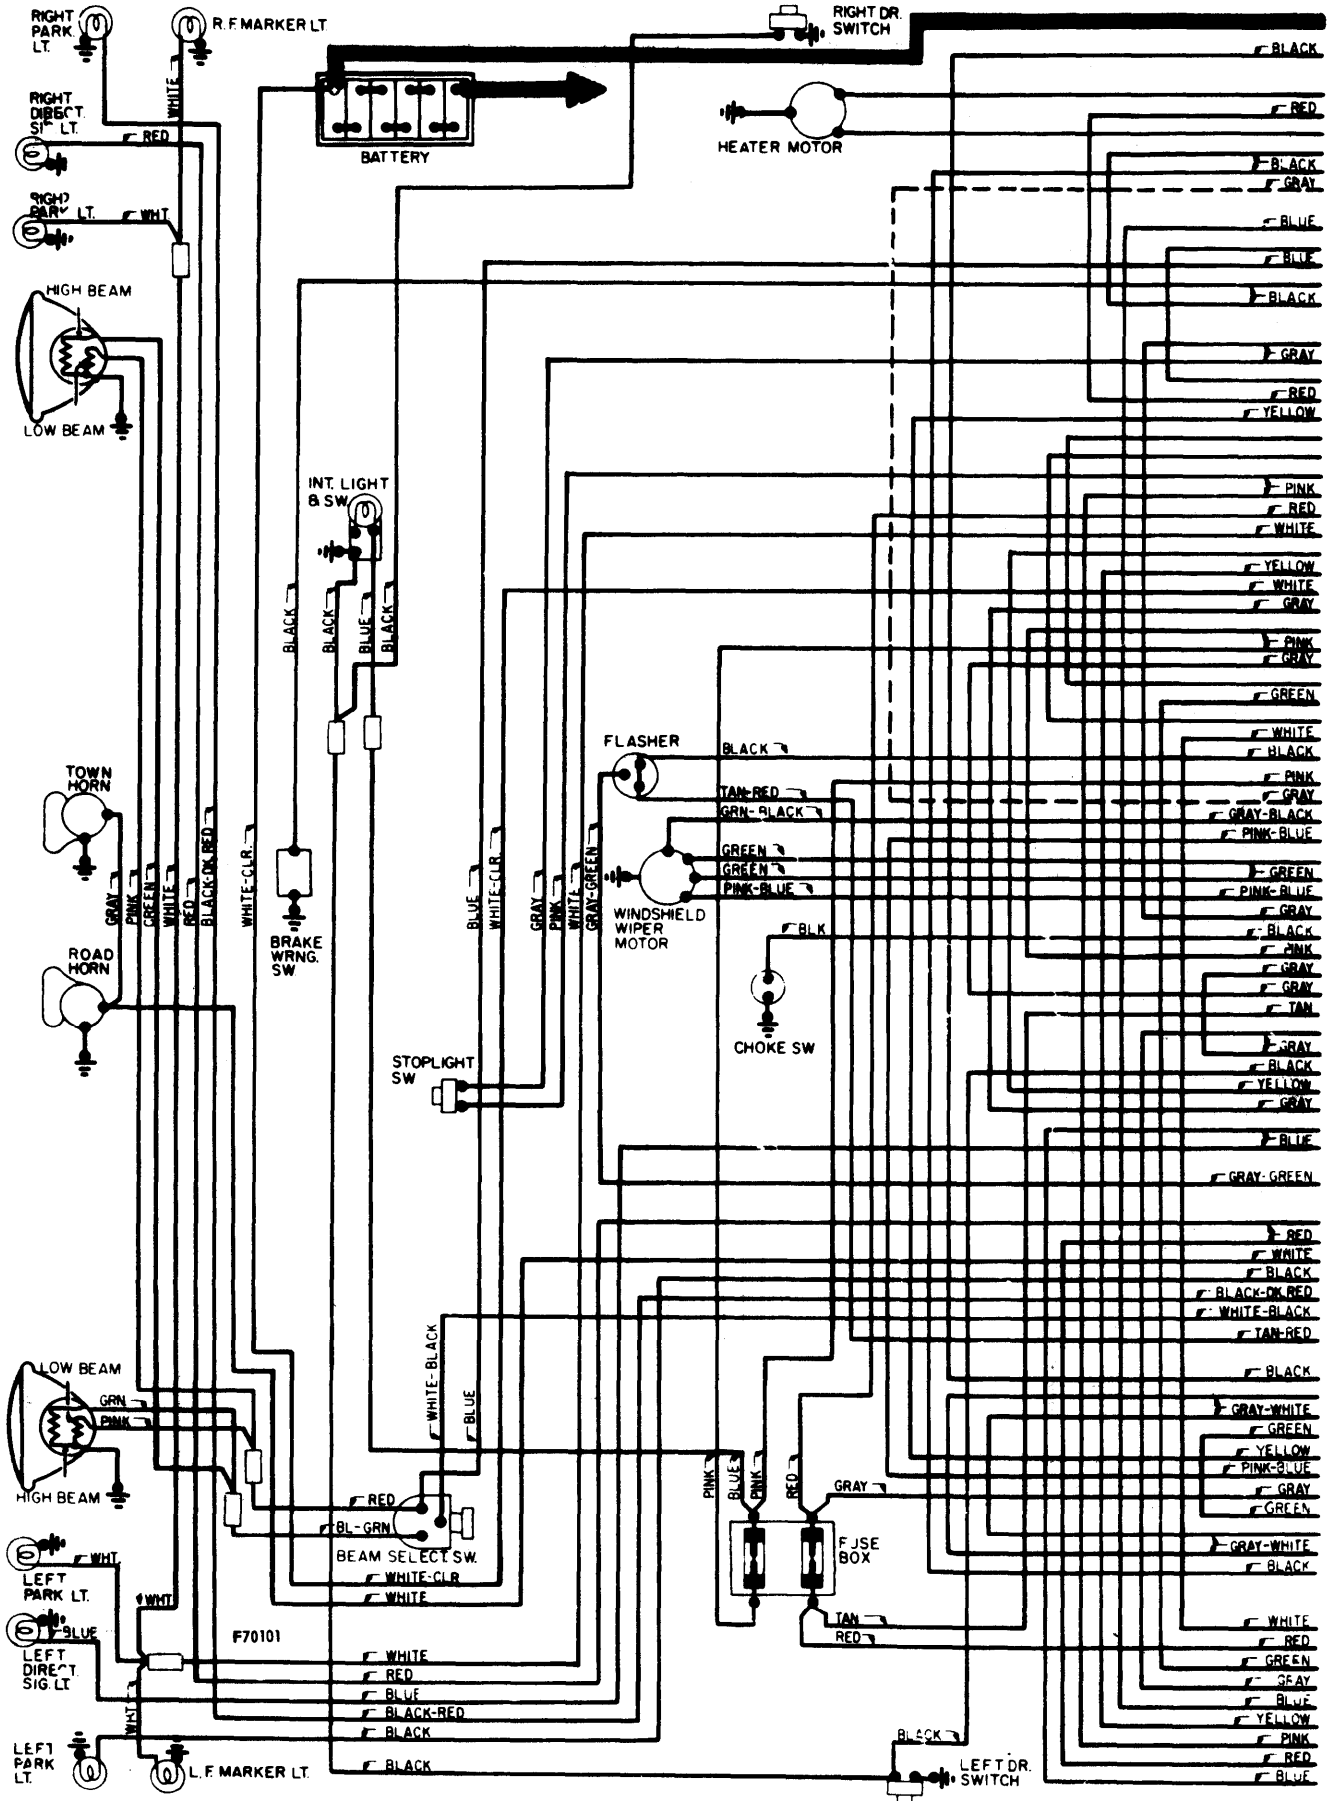 RIGHT
PARK
LT.
R.F. MARKER LT.
WHITE
RIGHT DR.
SWITCH
BLACK
RIGHT
DIRECT.
LT.
RED
BATTERY
HEATER MOTOR
RED
BLACK
GRAY
LT.
WHT.
BLUE
BLUE
BLACK
HIGH BEAM
LOW BEAM
GRAY
RED
YELLOW
INT. LIGHT
& SW.
PINK
RED
WHITE
YELLOW
WHITE
GRAY
BLACK
BLACK
BLUE
BLACK
PINK
GRAY
GREEN
WHITE
BLACK
FLASHER
BLACK
TAN-RED
GRN-BLACK
PINK
GRAY
GRAY-BLACK
PINK-BLUE
TOWN
HORN
GREEN
GREEN
PINK-BLUE
WINDSHIELD
WIPER
MOTOR
GREEN
PINK-BLUE
GRAY
BLACK
PINK
GRAY
GRAY
TAN
GRAY
PINK
GREEN
WHITE
RED
BLACK-DK.RED
WHITE-CLR.
BRAKE
WRNG.
SW.
BLUE
WHITE-CLR.
GRAY
PINK
WHITE
GRAY-GREEN
BLK
CHOKE SW
ROAD
HORN
STOPLIGHT
SW
GRAY
BLACK
YELLOW
GRAY
BLUE
GRAY-GREEN
RED
WHITE
BLACK
BLACK-DK.RED
WHITE-BLACK
TAN-RED
BLACK
GRAY-WHITE
GREEN
YELLOW
PINK-BLUE
GRAY
GREEN
GRAY-WHITE
BLACK
LOW BEAM
GRN
PINK
HIGH BEAM
WHITE-BLACK
BLUE
PINK
BLUE
PINK
RED
GRAY
FUSE
BOX
RED
BL-GRN
BEAM SELECT. SW.
WHITE-CLR
WHITE
WHT.
LEFT
PARK LT.
WHT.
BLUE
LEFT
DIRECT.
SIG. LT.
F70101
WHITE
RED
BLUE
BLACK-RED
BLACK
BLACK
WHT
LEFT
PARK
LT.
L.F. MARKER LT.
TAN
RED
BLACK
LEFT DR.
SWITCH
WHITE
RED
GREEN
GRAY
BLUE
YELLOW
PINK
RED
BLUE